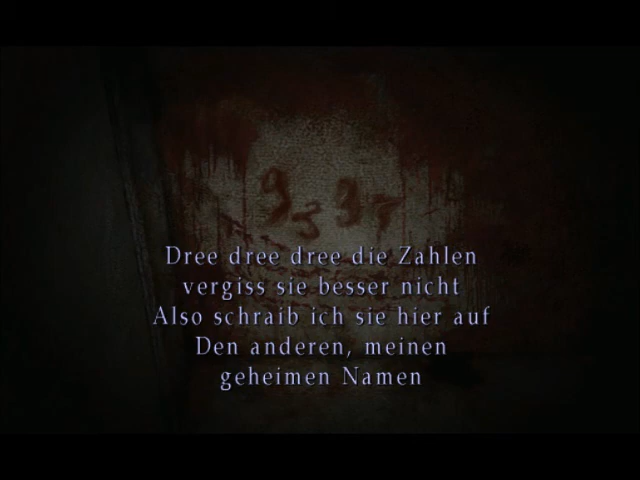 Dree dree dree die Zahlen
vergiss sie besser nicht
Also schraib ich sie hier auf
Den anderen, meinen
geheimen Namen